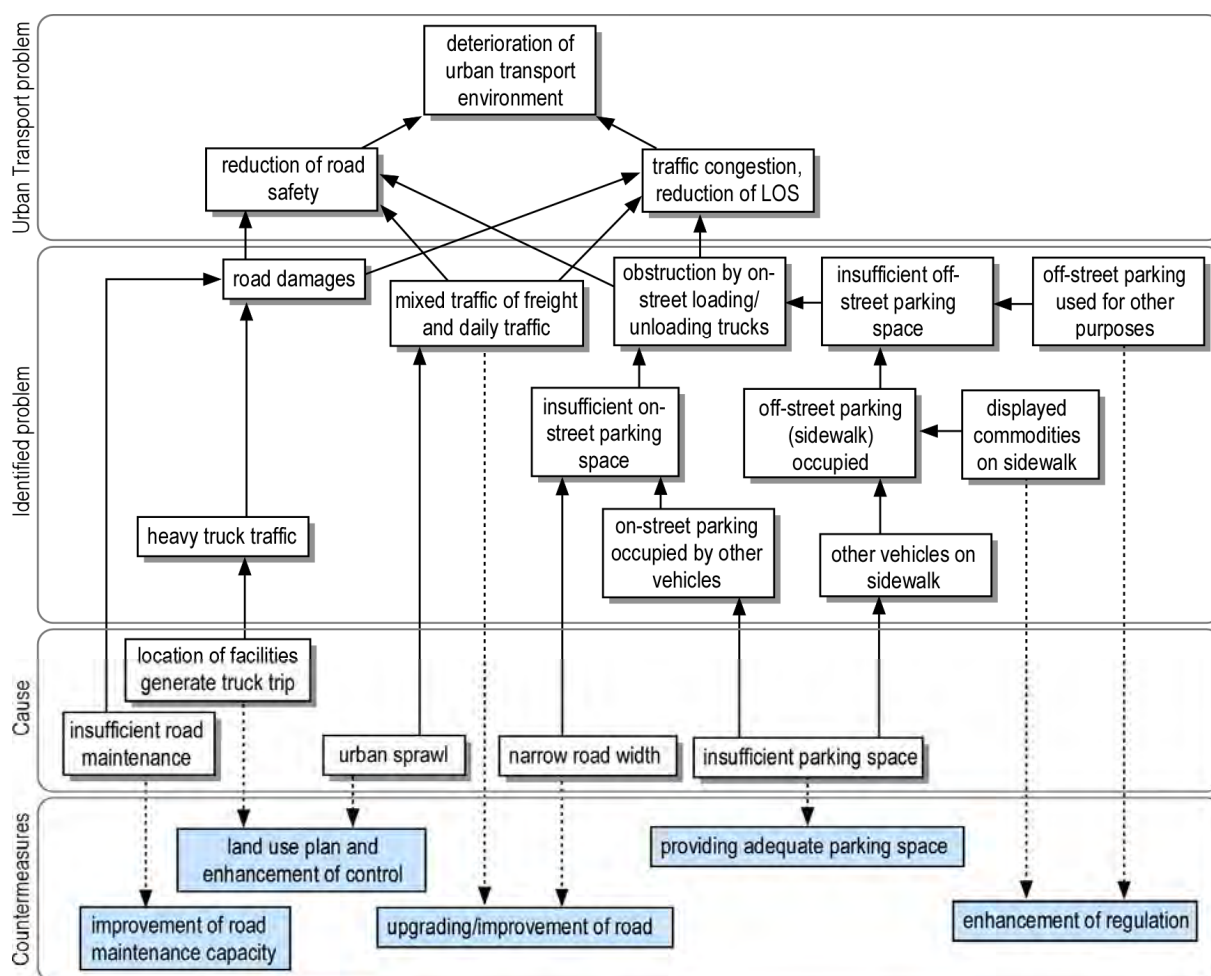 Urban Transport problem
deterioration of
urban transport
environment
reduction of road
safety
traffic congestion,
reduction of LOS
Identified problem
road damages
mixed traffic of freight
and daily traffic
obstruction by on-
street loading/
unloading trucks
insufficient off-
street parking
space
off-street parking
used for other
purposes
insufficient on-
street parking
space
off-street parking
(sidewalk)
occupied
displayed
commodities
on sidewalk
heavy truck traffic
on-street parking
occupied by other
vehicles
other vehicles on
sidewalk
Cause
location of facilities
generate truck trip
insufficient road
maintenance
urban sprawl
narrow road width
insufficient parking space
Countermeasures
land use plan and
enhancement of control
providing adequate parking space
improvement of road
maintenance capacity
upgrading/improvement of road
enhancement of regulation